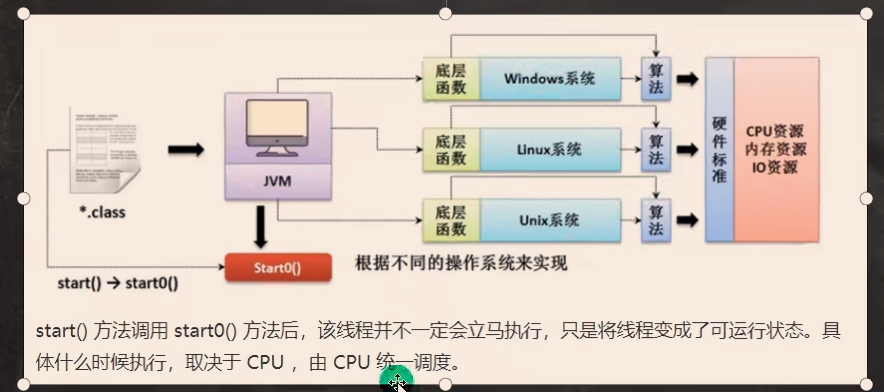 底层函数
Windows系统
算法
底层函数
Linux系统
算法
底层函数
Unix系统
算法
硬件标准
CPU资源
内存资源
IO资源
JVM
*.class
Start0()
start() → start0()
根据不同的操作系统来实现
start() 方法调用 start0() 方法后，该线程并不一定会立马执行，只是将线程变成了可运行状态。具
体什么时候执行，取决于 CPU ，由 CPU 统一调度。